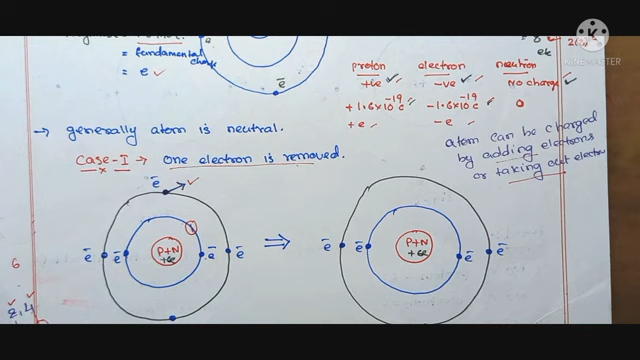 = fundamental
charge
= e ✓
ē
proton electron neutron
+ve ✓ -ve ✓ no charge ✓
+1.6×10⁻¹⁹ c -1.6×10⁻¹⁹ c 0
+e -e
→ generally atom is neutral.
Case-I → one electron is removed.
atom can be charged
by adding electrons
or taking out electron
ē
P+N
+6e
ē ē ē ē
⇒
P+N
+6e
ē ē ē ē
6
2,4
KINEMASTER